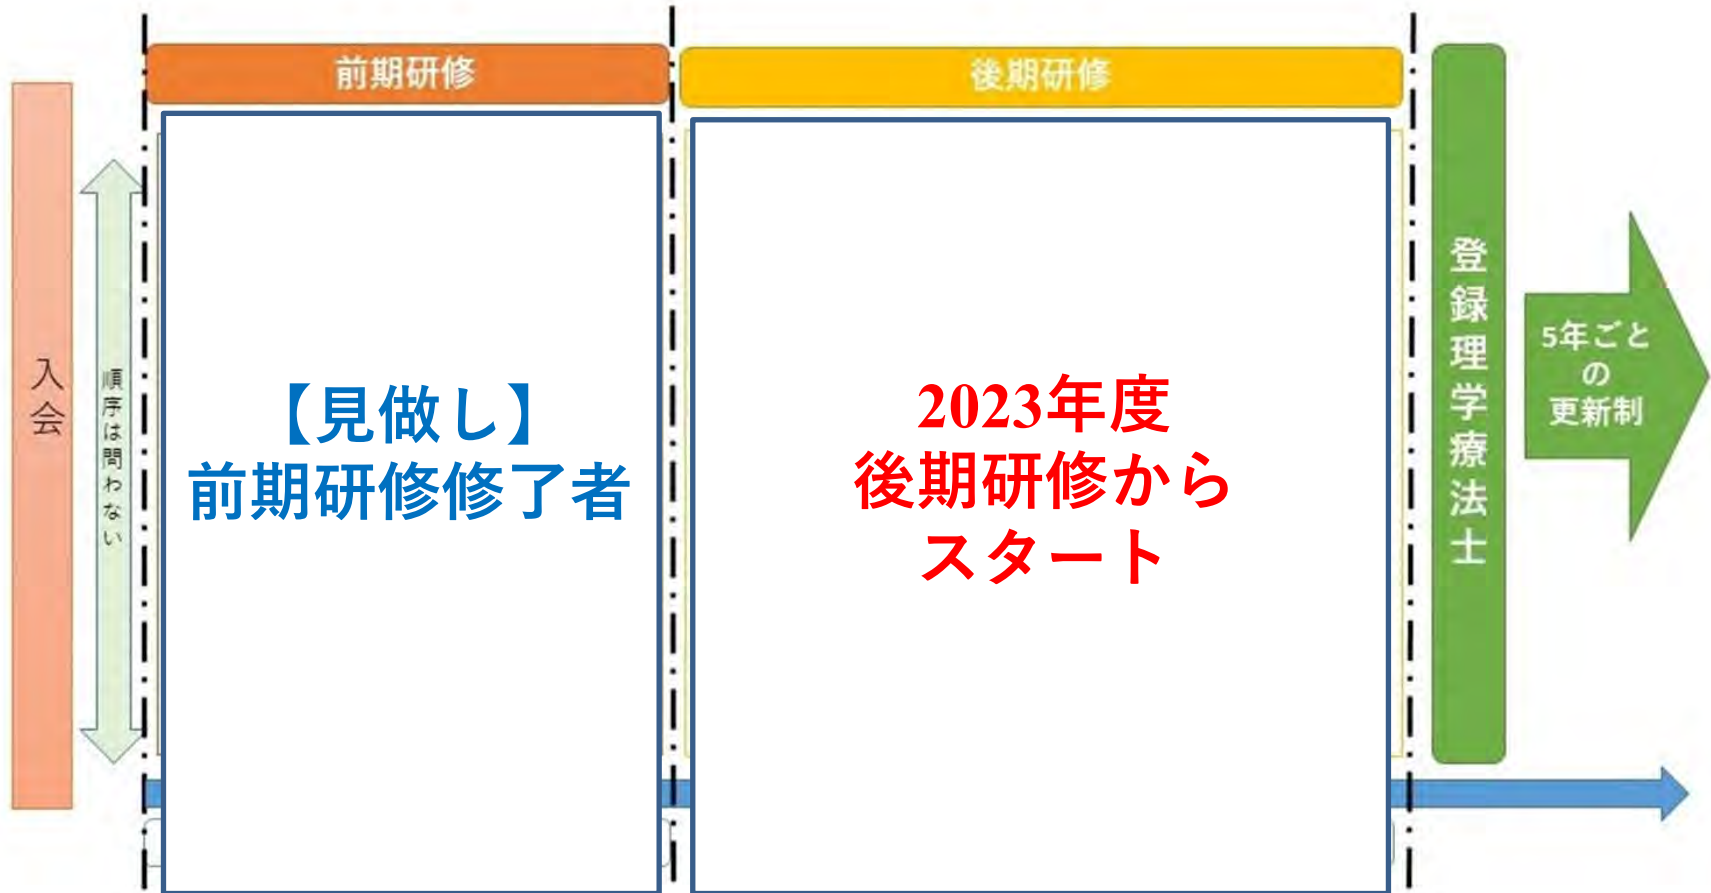 前期研修
後期研修
入会
順序は問わない
【見做し】
前期研修修了者
2023年度
後期研修から
スタート
登録理学療法士
5年ごと
の
更新制